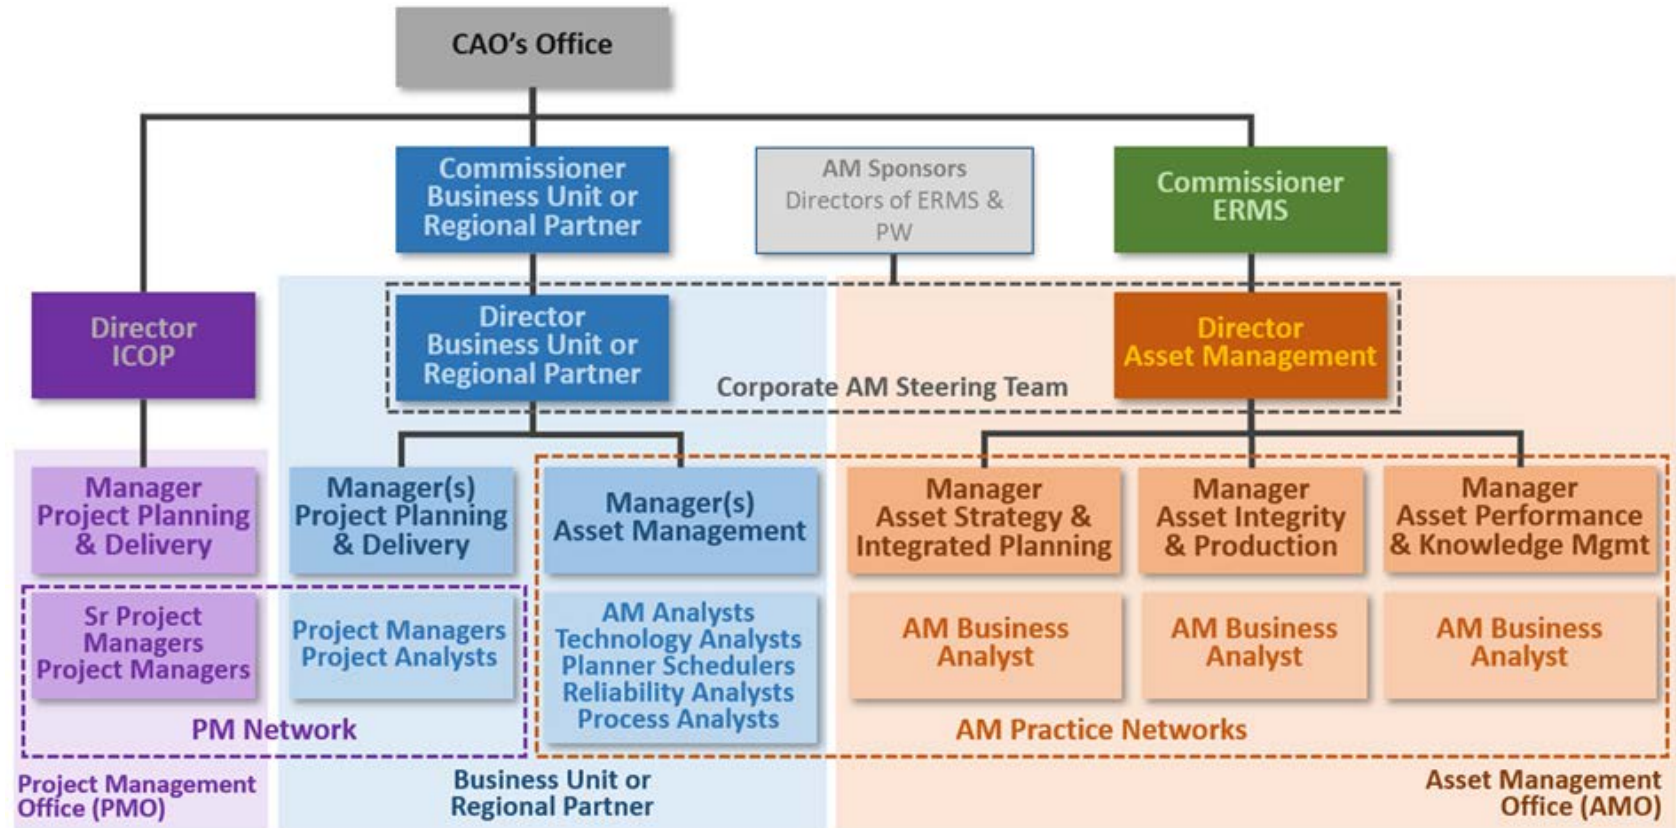 CAO's Office
Commissioner
Business Unit or
Regional Partner
AM Sponsors
Directors of ERMS &
PW
Commissioner
ERMS
Director
ICOP
Director
Business Unit or
Regional Partner
Corporate AM Steering Team
Director
Asset Management
Manager
Project Planning
& Delivery
Manager(s)
Project Planning
& Delivery
Manager(s)
Asset Management
Manager
Asset Strategy &
Integrated Planning
Manager
Asset Integrity
& Production
Manager
Asset Performance
& Knowledge Mgmt
Sr Project
Managers
Project Managers
Project Managers
Project Analysts
AM Analysts
Technology Analysts
Planner Schedulers
Reliability Analysts
Process Analysts
AM Business
Analyst
AM Business
Analyst
AM Business
Analyst
PM Network
AM Practice Networks
Project Management
Office (PMO)
Business Unit or
Regional Partner
Asset Management
Office (AMO)